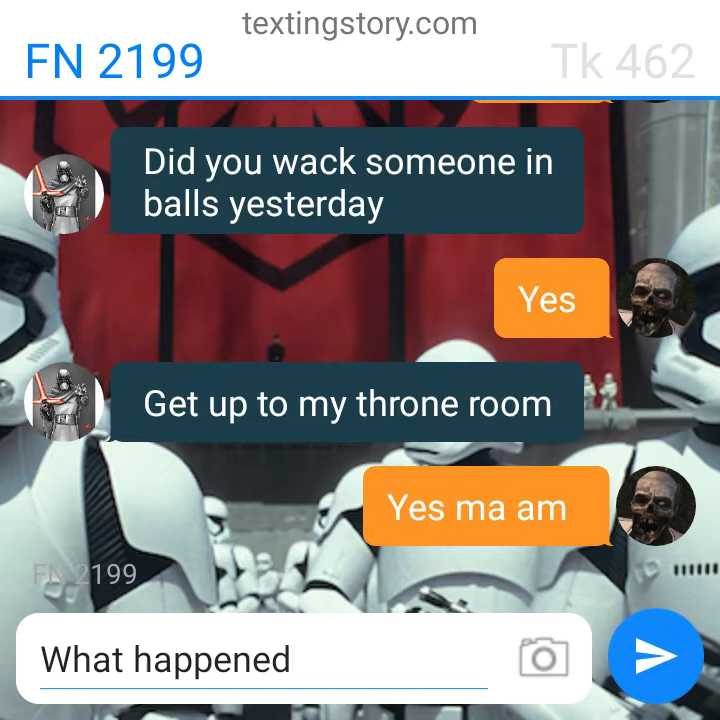 textingstory.com
FN 2199
Tk 462
Did you wack someone in
balls yesterday
Yes
Get up to my throne room
Yes ma am
FN 2199
What happened